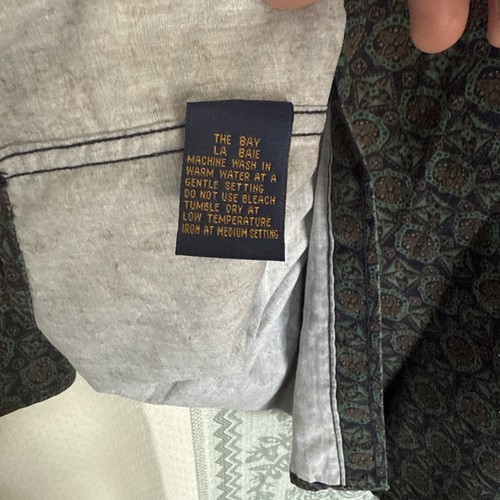 THE BAY
LA BAIE
MACHINE WASH IN
WARM WATER AT A
GENTLE SETTING
DO NOT USE BLEACH
TUMBLE DRY AT
LOW TEMPERATURE
IRON AT MEDIUM SETTING